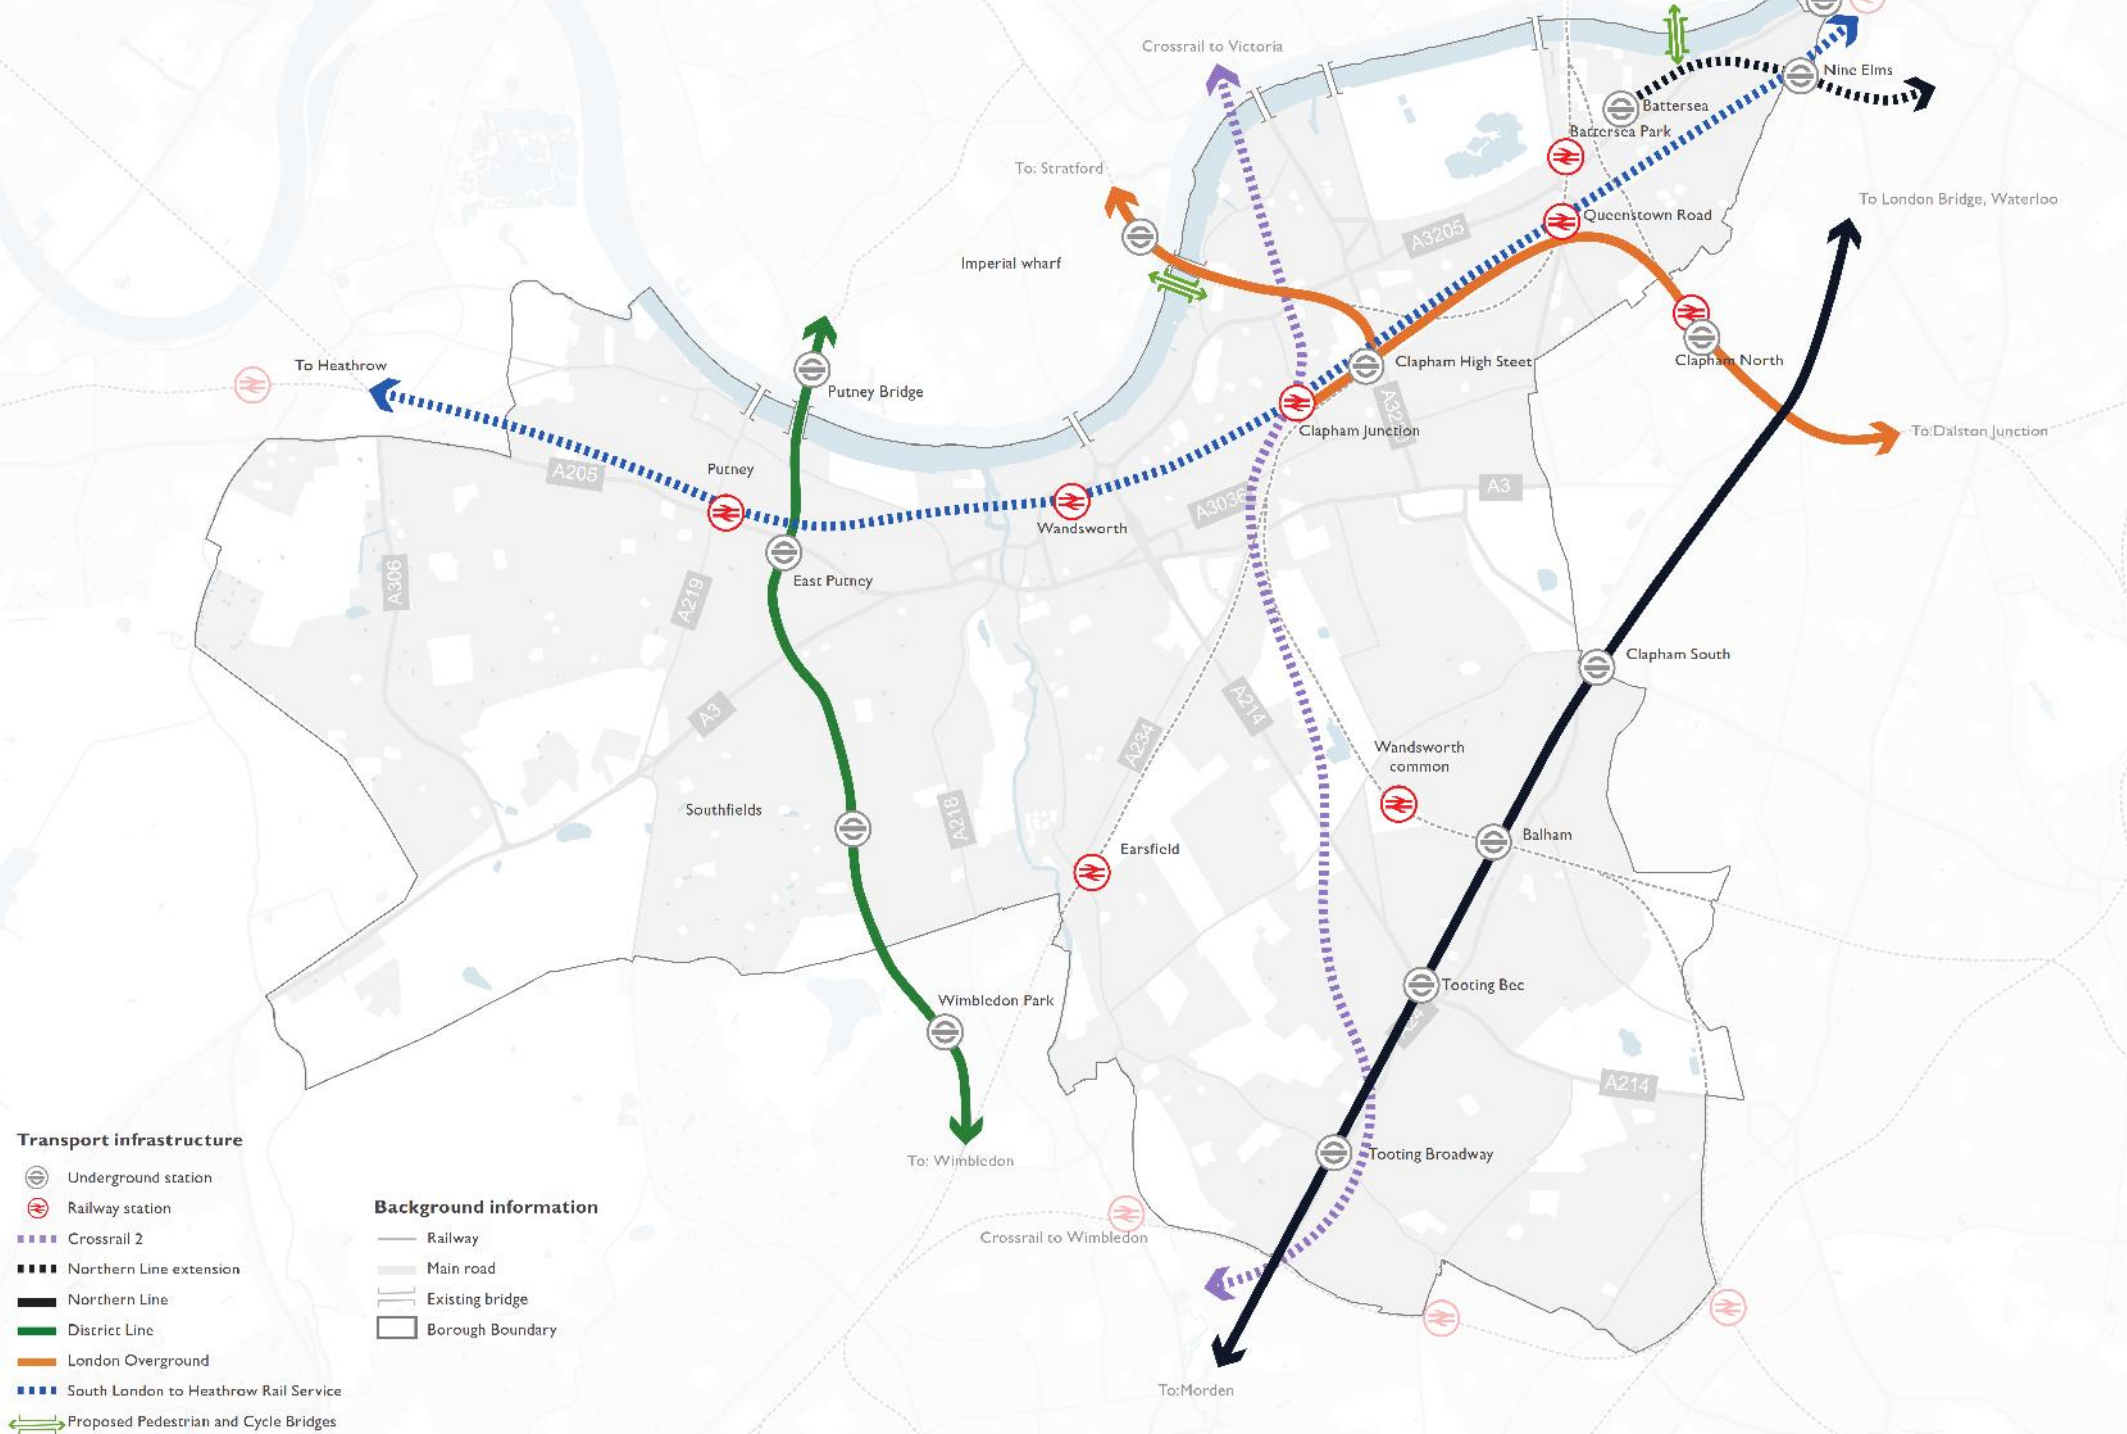 Crossrail to Victoria
Nine Elms
Battersea
Battersea Park
To: Stratford
To London Bridge, Waterloo
Queenstown Road
A3205
Imperial wharf
To Heathrow
Clapham High Steet
Clapham North
Putney Bridge
Clapham Junction
To:Dalston Junction
Putney
A205
A3
A3036
Wandsworth
East Putney
A306
A219
Clapham South
A3
A214
A234
Wandsworth
common
Southfields
A218
Balham
Earsfield
Tooting Bec
Wimbledon Park
A214
Tooting Broadway
To: Wimbledon
Crossrail to Wimbledon
To:Morden
Transport infrastructure
Underground station
Railway station
Crossrail 2
Northern Line extension
Northern Line
District Line
London Overground
South London to Heathrow Rail Service
Proposed Pedestrian and Cycle Bridges
Background information
Railway
Main road
Existing bridge
Borough Boundary